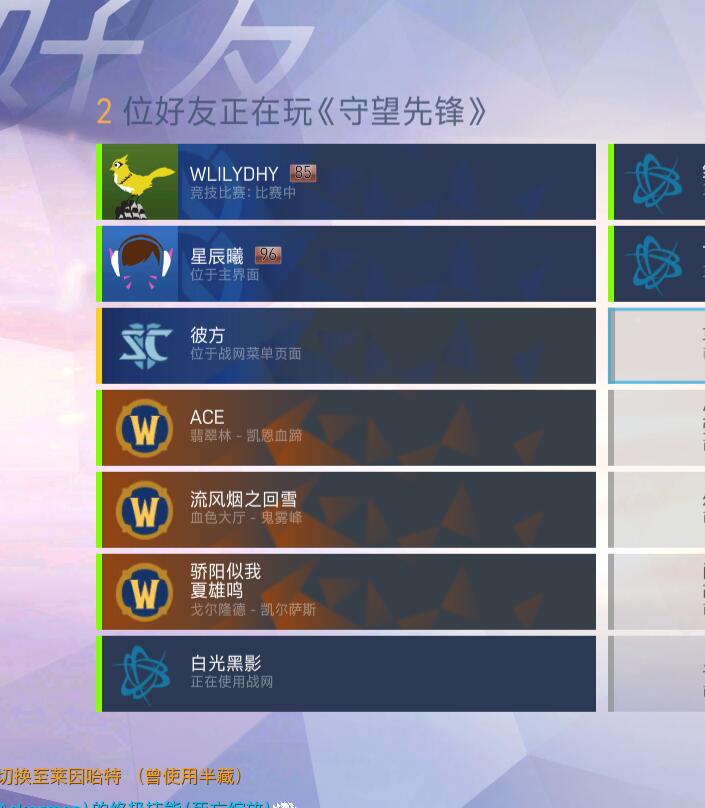 好友
2 位好友正在玩《守望先锋》
WLILYDHY 85
竞技比赛: 比赛中
星辰曦 96
位于主界面
彼方
位于战网菜单页面
W
ACE
翡翠林 - 凯恩血蹄
W
流风烟之回雪
血色大厅 - 鬼雾峰
W
骄阳似我
夏雄鸣
戈尔隆德 - 凯尔萨斯
白光黑影
正在使用战网
切换至莱因哈特 （曾使用半藏）